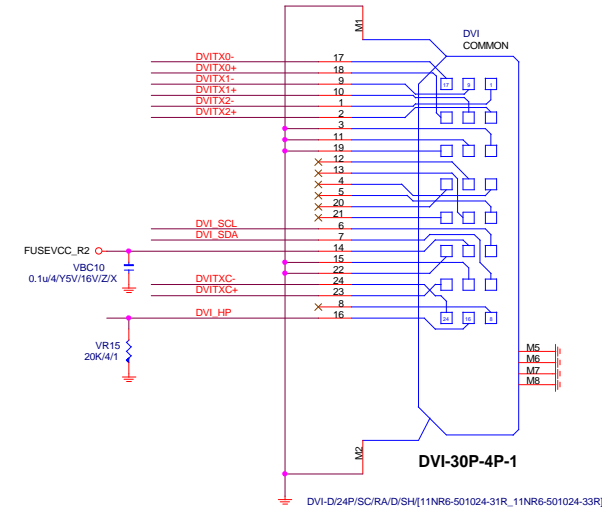 M1
DVI
COMMON
DVITX0- 17
DVITX0+ 18
DVITX1- 9
DVITX1+ 10
DVITX2- 1
DVITX2+ 2
3
11
19
12
13
4
5
20
21
DVI_SCL 6
DVI_SDA 7
FUSEVCC_R2 14
15
22
DVITXC- 24
DVITXC+ 23
8
DVI_HP 16
17 9 1
24 16 8
VBC10
0.1u/4/Y5V/16V/Z/X
VR15
20K/4/1
M5
M6
M7
M8
M2
DVI-30P-4P-1
DVI-D/24P/SC/RA/D/SH/[11NR6-501024-31R_11NR6-501024-33R]